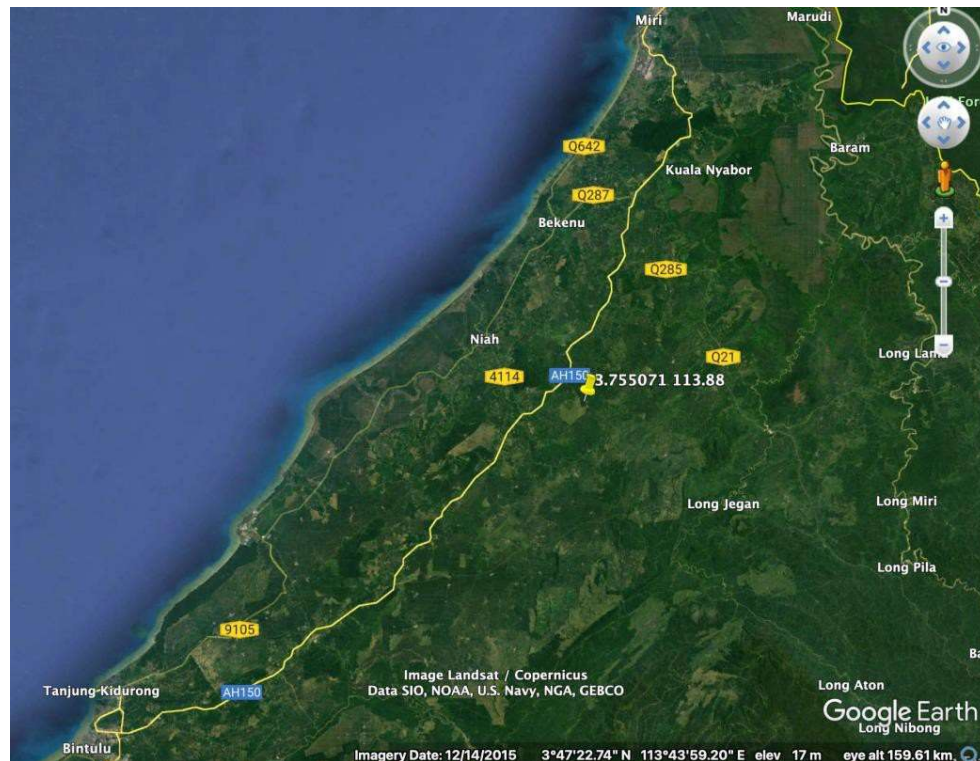 Miri
Marudi
N
Q642
Baram
Kuala Nyabor
Q287
Bekenu
Q285
Niah
Q21
Long Lama
4114
AH150
3.755071 113.88
Long Jegan
Long Miri
Long Pila
9105
Image Landsat / Copernicus
Data SIO, NOAA, U.S. Navy, NGA, GEBCO
Tanjung Kidurong
AH150
Long Aton
Google Earth
Long Nibong
Bintulu
Imagery Date: 12/14/2015 3°47'22.74" N 113°43'59.20" E elev 17 m eye alt 159.61 km